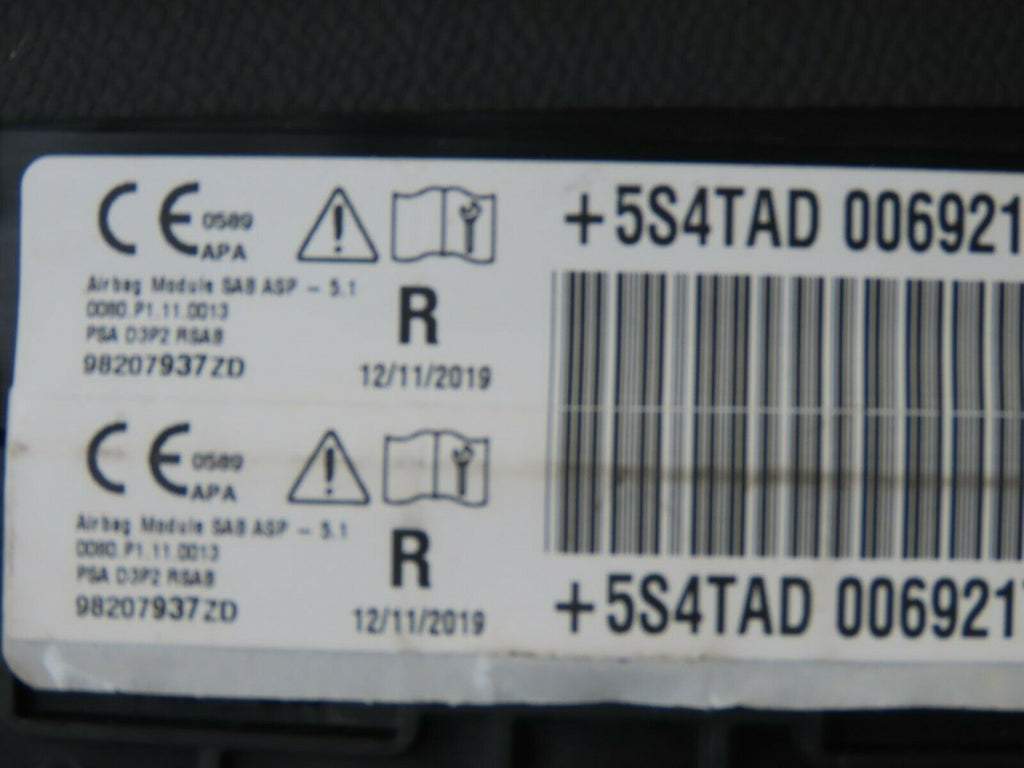 CE 0589
APA
Airbag Module SAB ASP - 5.1
0080.P1.11.0013
PSA D3P2 RSAB
98207937ZD
R
12/11/2019
+5S4TAD 006921
CE 0589
APA
Airbag Module SAB ASP - 5.1
0080.P1.11.0013
PSA D3P2 RSAB
98207937ZD
R
12/11/2019
+5S4TAD 006921